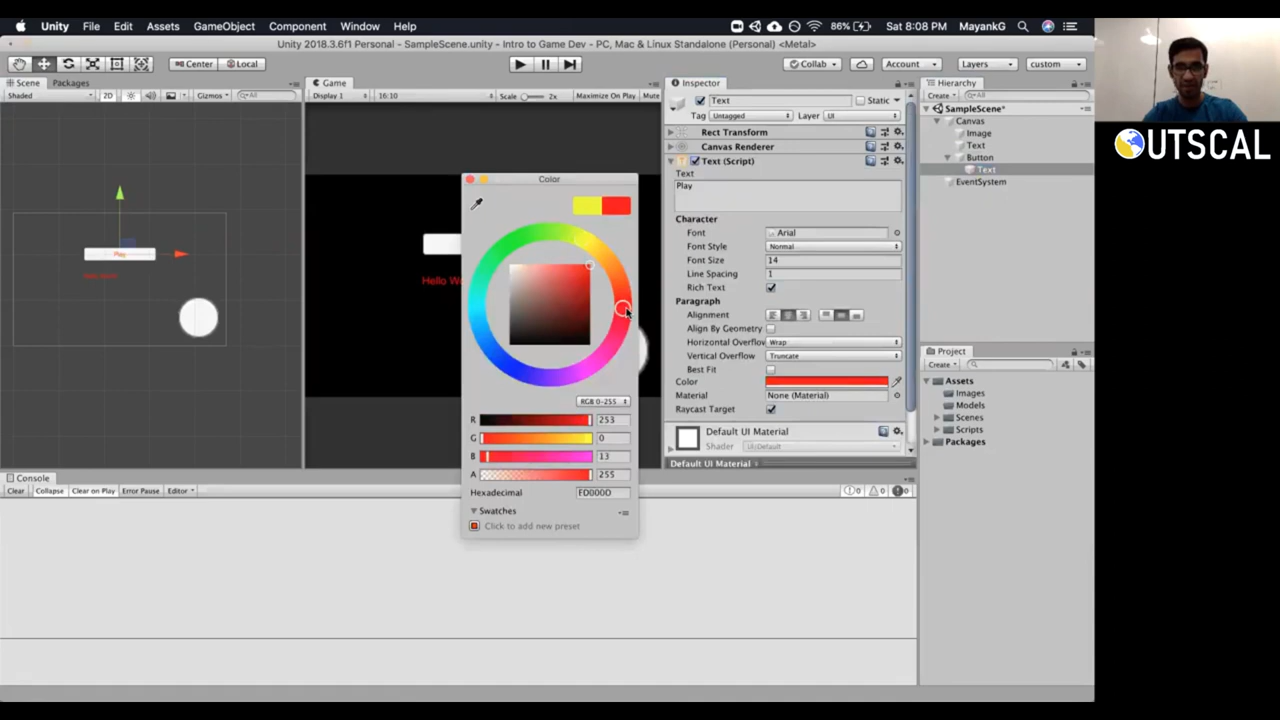 Unity File Edit Assets GameObject Component Window Help 86% Sat 8:08 PM MayankG
Unity 2018.3.6f1 Personal - SampleScene.unity - Intro to Game Dev - PC, Mac & Linux Standalone (Personal) <Metal>
Center Local Collab Account Layers custom
Scene Packages Game Inspector Hierarchy
Shaded 2D Gizmos All Display 1 16:10 Scale 2x Maximize On Play Mute
Text Static
Tag Untagged Layer UI
Rect Transform
Canvas Renderer
Text (Script)
Text
Play
Character
Font Arial
Font Style Normal
Font Size 14
Line Spacing 1
Rich Text
Paragraph
Alignment
Align By Geometry
Horizontal Overflow Wrap
Vertical Overflow Truncate
Best Fit
Color
Material None (Material)
Raycast Target
Default UI Material
Shader UI/Default
Default UI Material
Create All
SampleScene*
Canvas
Image
Text
Button
Text
EventSystem
Project
Create
Assets
Images
Models
Scenes
Scripts
Packages
Play
Hello W
Color
RGB 0-255
R 253
G 0
B 13
A 255
Hexadecimal FD000D
Swatches
Click to add new preset
Console
Clear Collapse Clear on Play Error Pause Editor 0 0 0
OUTSCAL